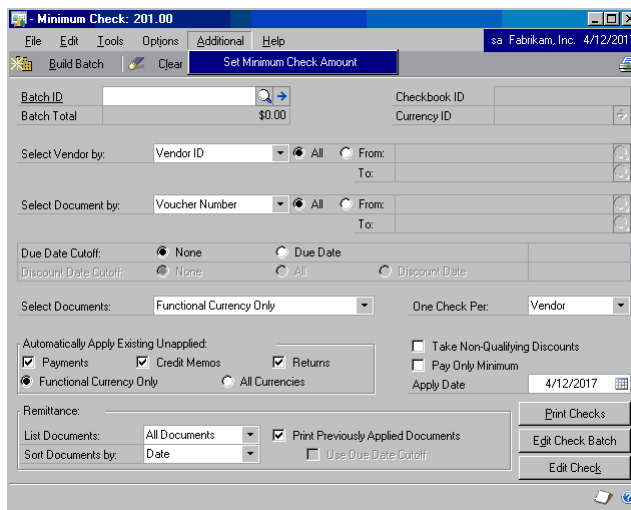 - Minimum Check: 201.00
File Edit Tools Options Additional Help sa Fabrikam, Inc. 4/12/201
Build Batch Clear Set Minimum Check Amount
Batch ID Checkbook ID
Batch Total $0.00 Currency ID
Select Vendor by: Vendor ID All From:
To:
Select Document by: Voucher Number All From:
To:
Due Date Cutoff: None Due Date
Discount Date Cutoff: None All Discount Date
Select Documents: Functional Currency Only One Check Per: Vendor
Automatically Apply Existing Unapplied: Take Non-Qualifying Discounts
Payments Credit Memos Returns Pay Only Minimum
Functional Currency Only All Currencies Apply Date 4/12/2017
Remittance: Print Checks
List Documents: All Documents Print Previously Applied Documents Edit Check Batch
Sort Documents by: Date Use Due Date Cutoff Edit Check